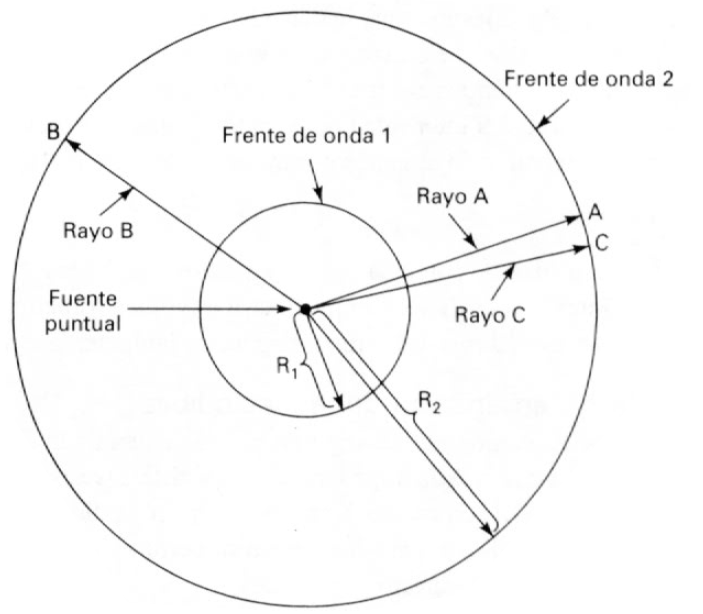 Frente de onda 2
B
Frente de onda 1
Rayo A
A
C
Rayo B
Fuente
puntual
Rayo C
R₁
R₂